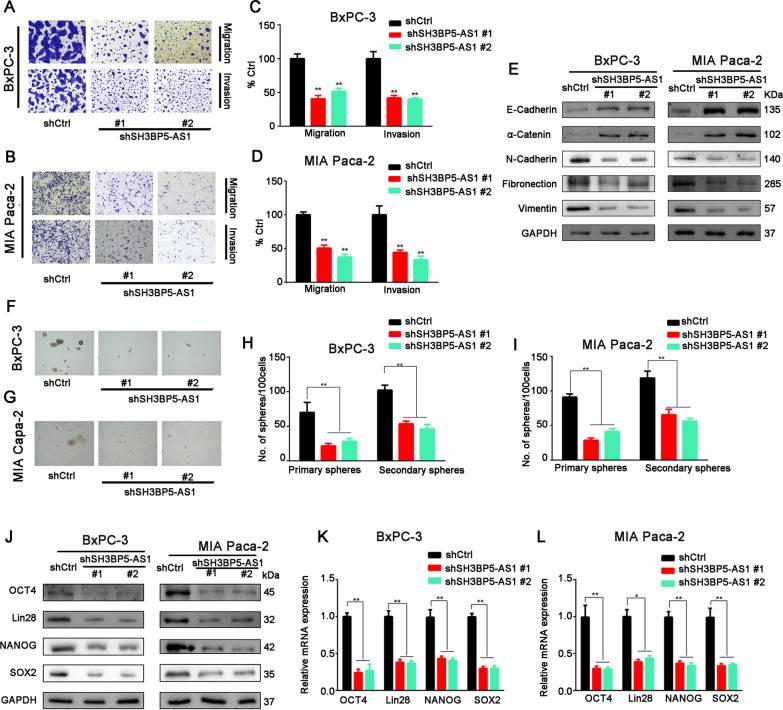 A
BxPC-3
Migration
Invasion
shCtrl
#1
#2
shSH3BP5-AS1
B
MIA Paca-2
Migration
Invasion
shCtrl
#1
#2
shSH3BP5-AS1
C
BxPC-3
shCtrl
shSH3BP5-AS1 #1
shSH3BP5-AS1 #2
% Ctrl
150
100
50
0
** **
** **
Migration
Invasion
D
MIA Paca-2
shCtrl
shSH3BP5-AS1 #1
shSH3BP5-AS1 #2
% Ctrl
150
100
50
0
** **
** **
Migration
Invasion
E
BxPC-3
MIA Paca-2
shCtrl
shSH3BP5-AS1
#1 #2
shCtrl
shSH3BP5-AS1
#1 #2
KDa
E-Cadherin 135
α-Catenin 102
N-Cadherin 140
Fibronection 285
Vimentin 57
GAPDH 37
F
BxPC-3
shCtrl
#1
#2
shSH3BP5-AS1
G
MIA Capa-2
shCtrl
#1
#2
shSH3BP5-AS1
H
BxPC-3
shCtrl
shSH3BP5-AS1 #1
shSH3BP5-AS1 #2
No. of spheres/100cells
150
100
50
0
**
**
Primary spheres
Secondary spheres
I
MIA Paca-2
shCtrl
shSH3BP5-AS1 #1
shSH3BP5-AS1 #2
No. of spheres/100cells
150
100
50
0
**
**
Primary spheres
Secondary spheres
J
BxPC-3
MIA Paca-2
shCtrl
shSH3BP5-AS1
#1 #2
shCtrl
shSH3BP5-AS1
#1 #2
kDa
OCT4 45
Lin28 32
NANOG 42
SOX2 35
GAPDH 37
K
BxPC-3
shCtrl
shSH3BP5-AS1 #1
shSH3BP5-AS1 #2
Relative mRNA expression
1.5
1.0
0.5
0.0
** ** ** **
OCT4 Lin28 NANOG SOX2
L
MIA Paca-2
shCtrl
shSH3BP5-AS1 #1
shSH3BP5-AS1 #2
Relative mRNA expression
1.5
1.0
0.5
0.0
** * ** **
OCT4 Lin28 NANOG SOX2